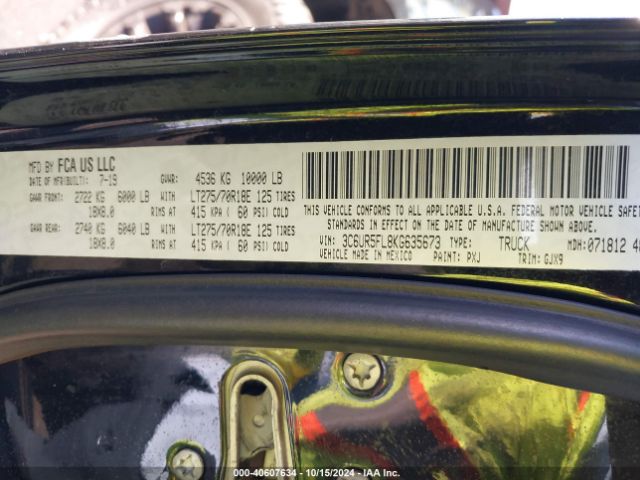 MFD BY FCA US LLC
DATE OF MFR(BUILT): 7-19 GVWR: 4536 KG 10000 LB
GAWR FRONT: 2722 KG 6000 LB WITH LT275/70R18E 125 TIRES
18X8.0 RIMS AT 415 KPA ( 60 PSI) COLD
GAWR REAR: 2740 KG 6040 LB WITH LT275/70R18E 125 TIRES
18X8.0 RIMS AT 415 KPA ( 60 PSI) COLD
THIS VEHICLE CONFORMS TO ALL APPLICABLE U.S.A. FEDERAL MOTOR VEHICLE SAFETY
STANDARDS IN EFFECT ON THE DATE OF MANUFACTURE SHOWN ABOVE.
VIN: 3C6UR5FL8KG635673 TYPE: TRUCK MDH: 071812
VEHICLE MADE IN MEXICO PAINT: PXJ TRIM: GJX9
000-40607634 | 10/15/2024 | IAA Inc.